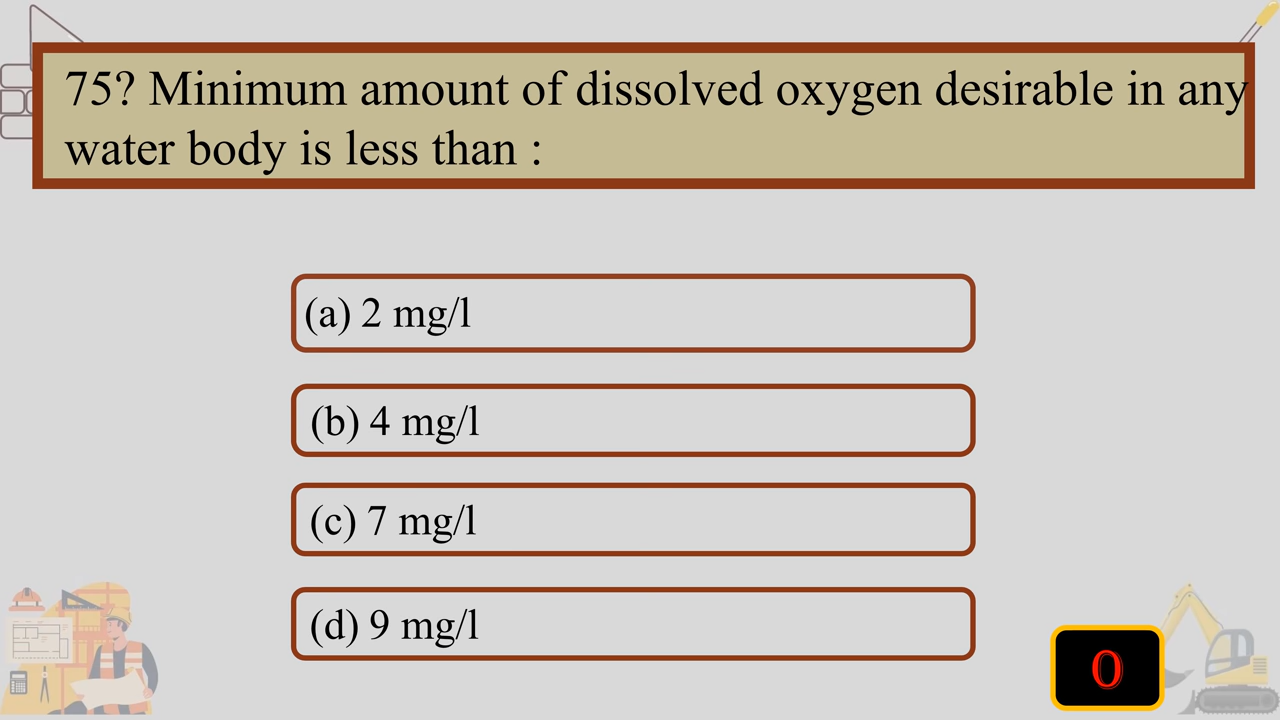 75? Minimum amount of dissolved oxygen desirable in any
water body is less than :
(a) 2 mg/l
(b) 4 mg/l
(c) 7 mg/l
(d) 9 mg/l
0